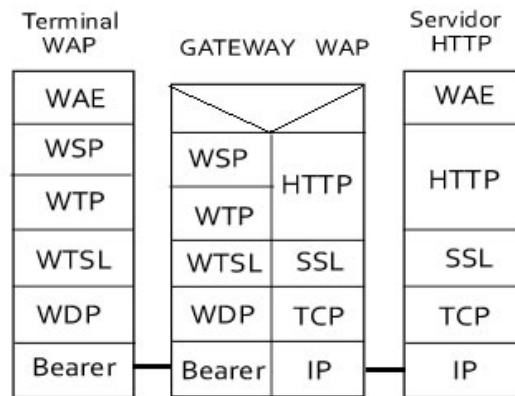 Terminal
WAP
WAE
WSP
WTP
WTSL
WDP
Bearer
GATEWAY WAP
WSP
WTP
WTSL
WDP
Bearer
HTTP
SSL
TCP
IP
Servidor
HTTP
WAE
HTTP
SSL
TCP
IP